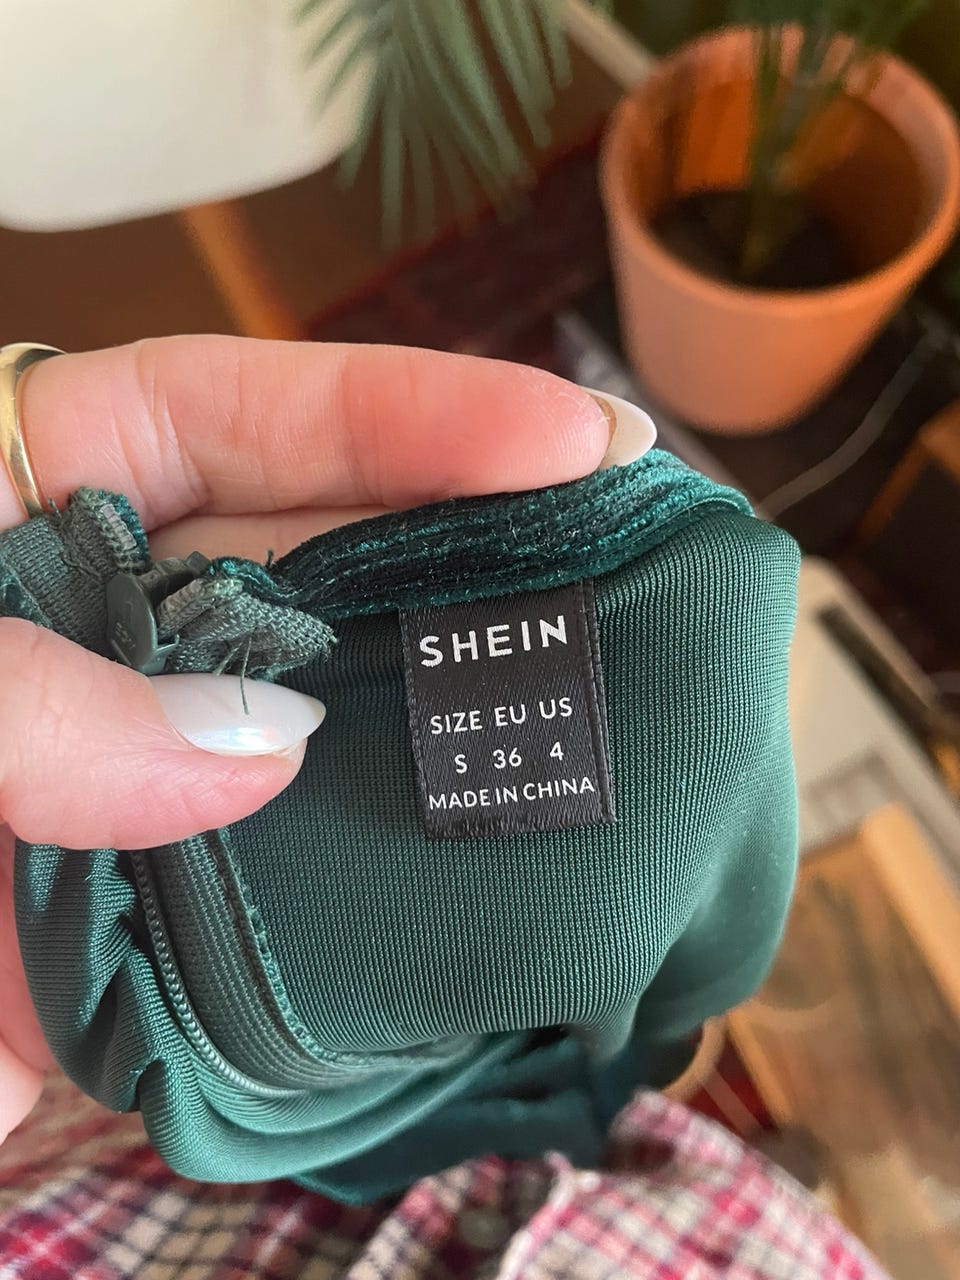 SHEIN
SIZE EU US
S 36 4
MADE IN CHINA